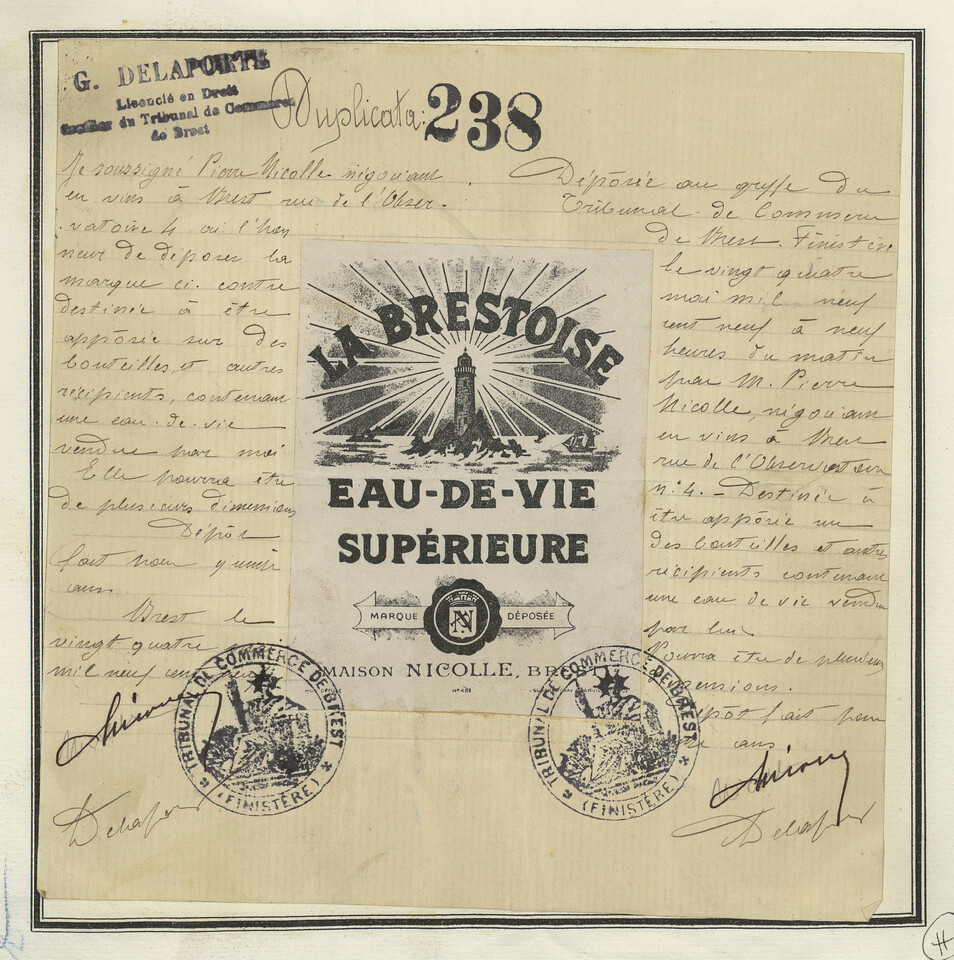 G. DELAPORTE
Licencié en Droit
Greffier du Tribunal de Commerce
de Brest
Duplicata: 238
Je soussigné Pierre Nicolle négociant
en vins à Brest rue de l'Obser-
vatoire 4 ai l'hon
neur de déposer la
marque ci. contre
destinée à être
apposée sur des
bouteilles, et autres
récipients, contenant
une eau-de-vie
vendue par moi
Elle pourra être
de plusieurs dimensions
Dépôt
fait pour quinze
ans
Brest le
vingt quatre
mil neuf cent
Delaporte
LA BRESTOISE
EAU-DE-VIE
SUPÉRIEURE
MARQUE DÉPOSÉE
N
MAISON NICOLLE, BREST
TRIBUNAL DE COMMERCE DE BREST
(FINISTÈRE)
TRIBUNAL DE COMMERCE DE BREST
(FINISTÈRE)
Déposée au greffe du
Tribunal de Commerce
de Brest. Finistère
le vingt quatre
mai mil neuf
cent neuf à neuf
heures du matin
par M. Pierre
Nicolle, négociant
en vins à Brest
rue de l'Observatoire
n°4. - Destinée à
être apposée sur
des bouteilles et autres
récipients contenant
une eau de vie vendue
par lui
Pourra être de plusieurs
dimensions.
Dépôt fait pour
ans
Delaporte
H